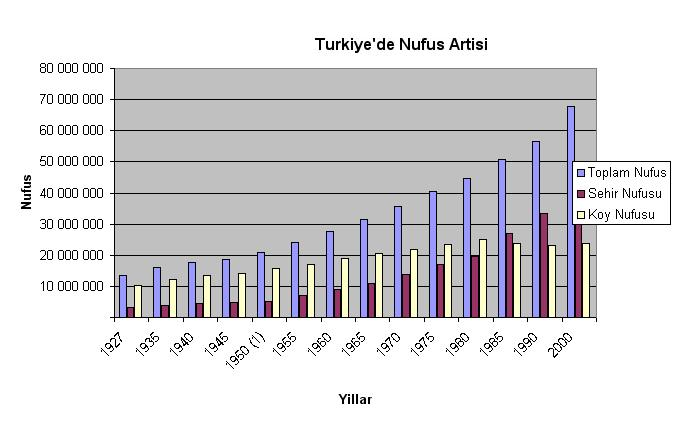 Turkiye'de Nufus Artisi
80 000 000
70 000 000
60 000 000
50 000 000
40 000 000
30 000 000
20 000 000
10 000 000
Nufus
Toplam Nufus
Sehir Nufusu
Koy Nufusu
1927
1935
1940
1945
1950 (1)
1955
1960
1965
1970
1975
1980
1985
1990
2000
Yillar